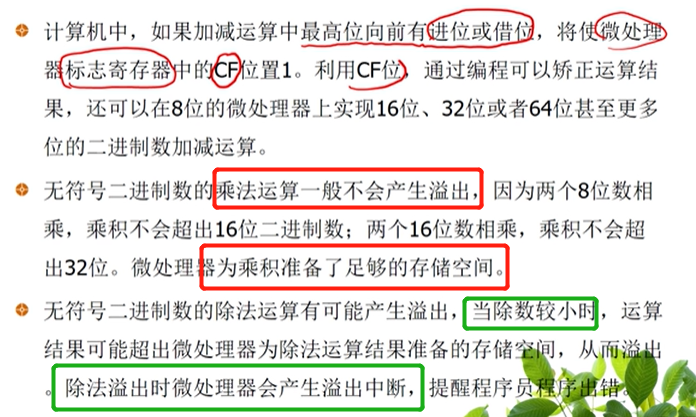 计算机中，如果加减运算中最高位向前有进位或借位，将使微处理
器标志寄存器中的CF位置1。利用CF位，通过编程可以矫正运算结
果，还可以在8位的微处理器上实现16位、32位或者64位甚至更多
位的二进制数加减运算。
无符号二进制数的乘法运算一般不会产生溢出，因为两个8位数相
乘，乘积不会超出16位二进制数；两个16位数相乘，乘积不会超
出32位。微处理器为乘积准备了足够的存储空间。
无符号二进制数的除法运算有可能产生溢出，当除数较小时，运算
结果可能超出微处理器为除法运算结果准备的存储空间，从而溢出
。除法溢出时微处理器会产生溢出中断，提醒程序员程序出错。